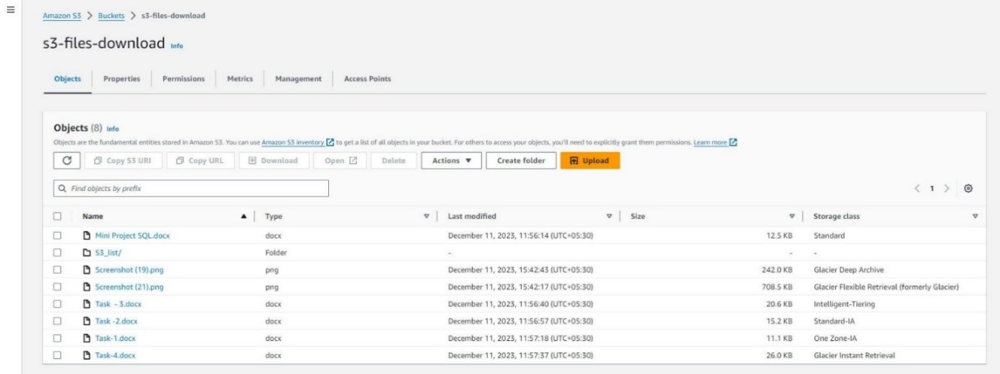 Amazon S3 > Buckets > s3-files-download
s3-files-download Info
Objects Properties Permissions Metrics Management Access Points
Objects (8) Info
Objects are the fundamental entities stored in Amazon S3. You can use Amazon S3 inventory to get a list of all objects in your bucket. For others to access your objects, you'll need to explicitly grant them permissions. Learn more
Copy S3 URI Copy URL Download Open Delete Actions Create folder Upload
Find objects by prefix
< 1 >
Name Type Last modified Size Storage class
Mini Project SQL.docx docx December 11, 2023, 11:56:14 (UTC+05:30) 12.5 KB Standard
S3_list/ Folder - - -
Screenshot (19).png png December 11, 2023, 15:42:43 (UTC+05:30) 242.0 KB Glacier Deep Archive
Screenshot (21).png png December 11, 2023, 15:42:17 (UTC+05:30) 708.5 KB Glacier Flexible Retrieval (formerly Glacier)
Task - 3.docx docx December 11, 2023, 11:56:40 (UTC+05:30) 20.6 KB Intelligent-Tiering
Task -2.docx docx December 11, 2023, 11:56:57 (UTC+05:30) 15.2 KB Standard-IA
Task-1.docx docx December 11, 2023, 11:57:18 (UTC+05:30) 11.1 KB One Zone-IA
Task-4.docx docx December 11, 2023, 11:57:37 (UTC+05:30) 26.0 KB Glacier Instant Retrieval